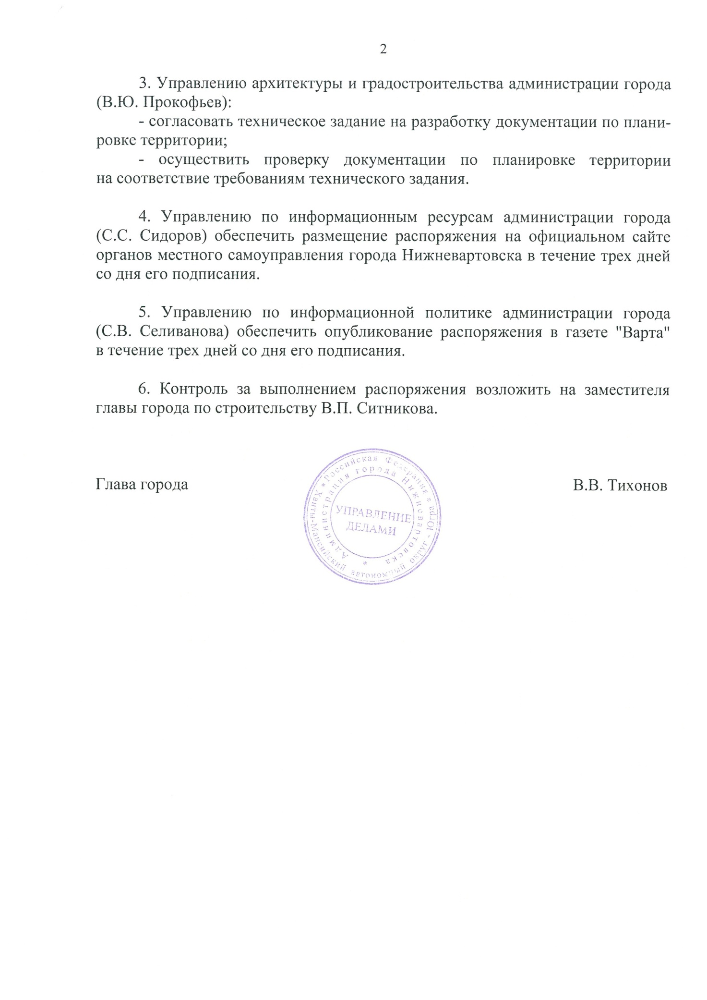 2
3. Управлению архитектуры и градостроительства администрации города
(В.Ю. Прокофьев):
- согласовать техническое задание на разработку документации по плани-
ровке территории;
- осуществить проверку документации по планировке территории
на соответствие требованиям технического задания.
4. Управлению по информационным ресурсам администрации города
(С.С. Сидоров) обеспечить размещение распоряжения на официальном сайте
органов местного самоуправления города Нижневартовска в течение трех дней
со дня его подписания.
5. Управлению по информационной политике администрации города
(С.В. Селиванова) обеспечить опубликование распоряжения в газете "Варта"
в течение трех дней со дня его подписания.
6. Контроль за выполнением распоряжения возложить на заместителя
главы города по строительству В.П. Ситникова.
Глава города
В.В. Тихонов
* Российская Федерация * Ханты-Мансийский автономный округ - Югра
Администрация города Нижневартовска *
УПРАВЛЕНИЕ
ДЕЛАМИ